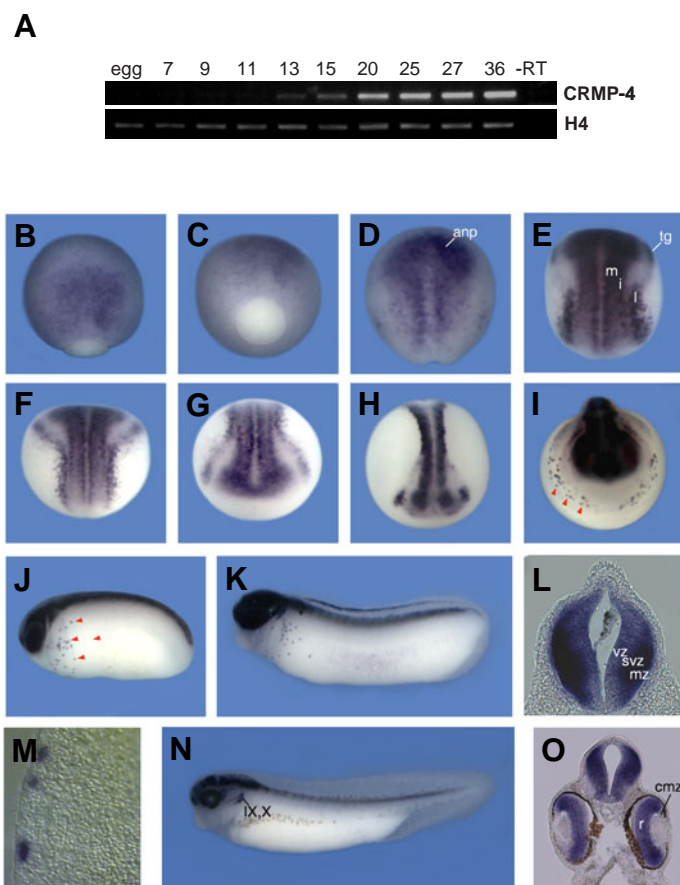 A
egg 7 9 11 13 15 20 25 27 36 -RT
CRMP-4
H4
B C D E
anp
tg
m
i
l
F G H I
J K L
vz
svz
mz
M N O
IX,X
cmz
r